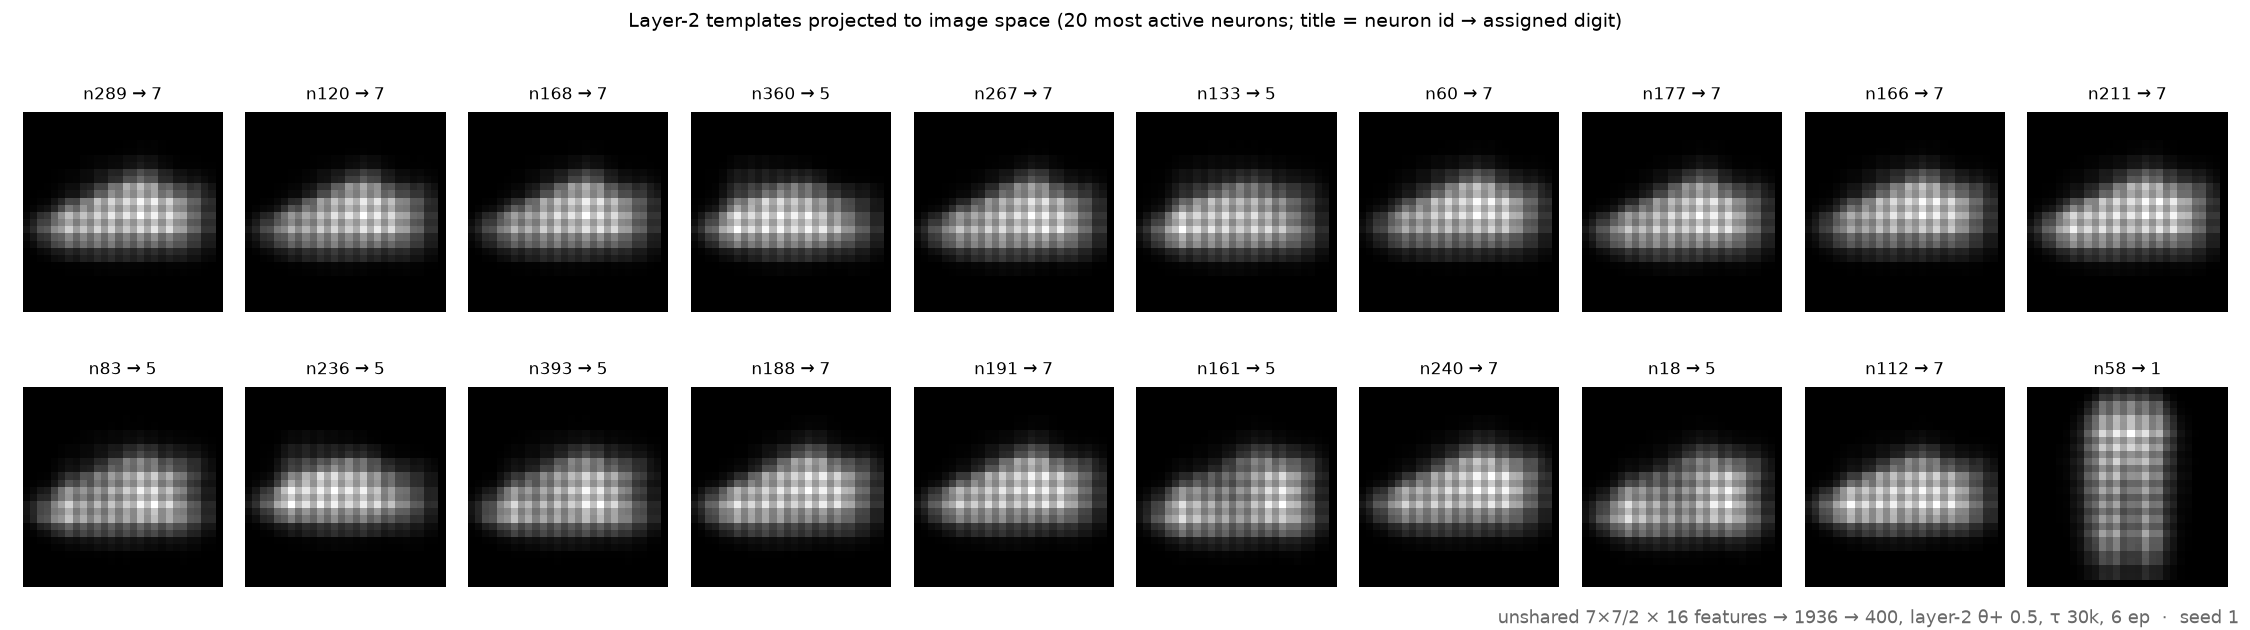 Layer-2 templates projected to image space (20 most active neurons; title = neuron id → assigned digit)
n289 → 7 n120 → 7 n168 → 7 n360 → 5 n267 → 7 n133 → 5 n60 → 7 n177 → 7 n166 → 7 n211 → 7
n83 → 5 n236 → 5 n393 → 5 n188 → 7 n191 → 7 n161 → 5 n240 → 7 n18 → 5 n112 → 7 n58 → 1
unshared 7×7/2 × 16 features → 1936 → 400, layer-2 θ+ 0.5, τ 30k, 6 ep · seed 1